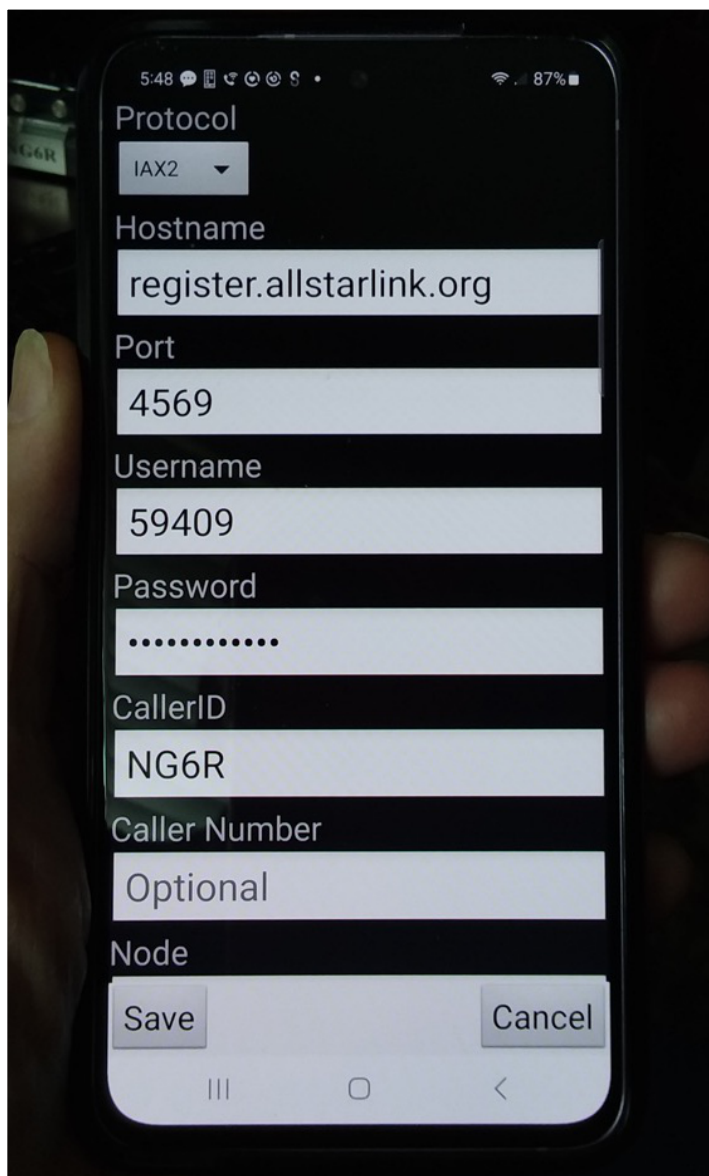 5:48
87%
NG6R
Protocol
IAX2
Hostname
register.allstarlink.org
Port
4569
Username
59409
Password
••••••••••••
CallerID
NG6R
Caller Number
Optional
Node
Save
Cancel